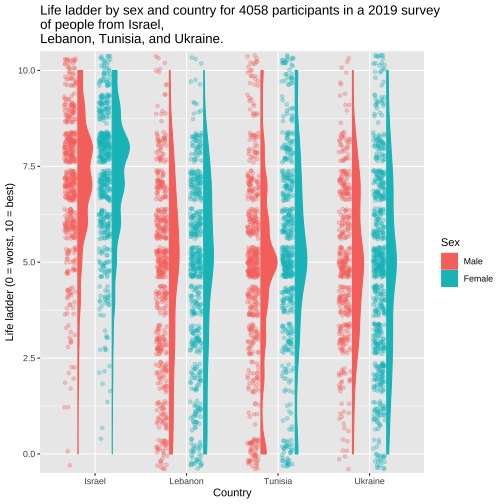 Life ladder by sex and country for 4058 participants in a 2019 survey
of people from Israel,
Lebanon, Tunisia, and Ukraine.
10.0
7.5
5.0
2.5
0.0
Life ladder (0 = worst, 10 = best)
Israel
Lebanon
Tunisia
Ukraine
Country
Sex
Male
Female